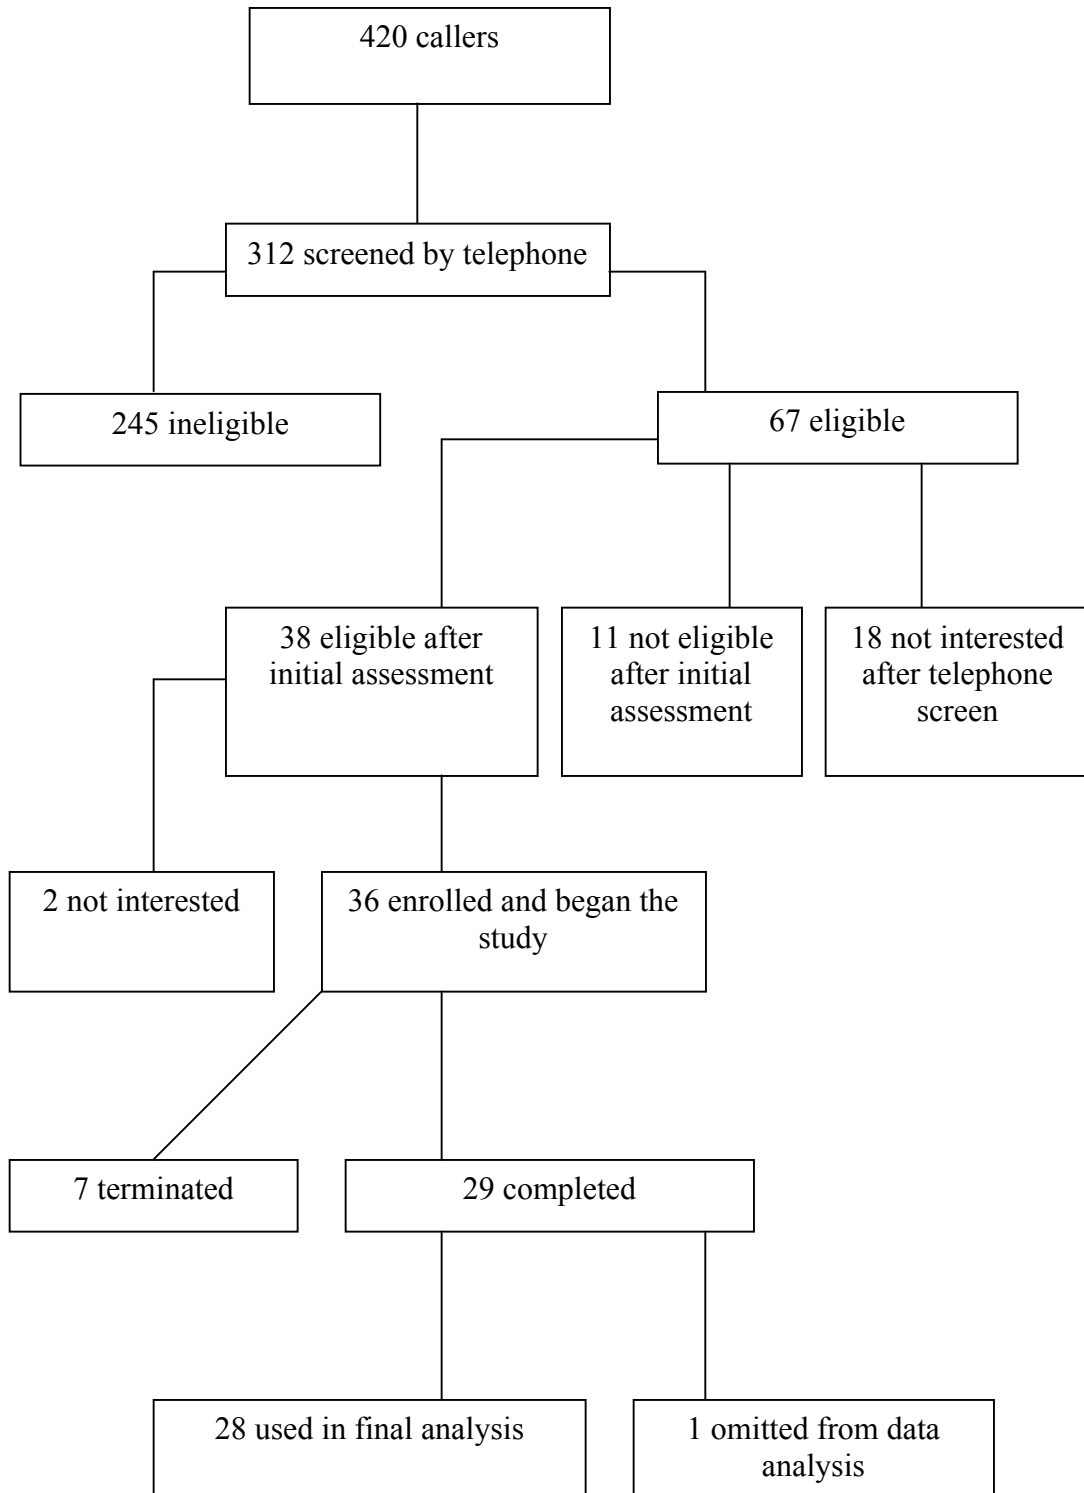 420 callers
312 screened by telephone
245 ineligible
67 eligible
38 eligible after
initial assessment
11 not eligible
after initial
assessment
18 not interested
after telephone
screen
2 not interested
36 enrolled and began the
study
7 terminated
29 completed
28 used in final analysis
1 omitted from data
analysis